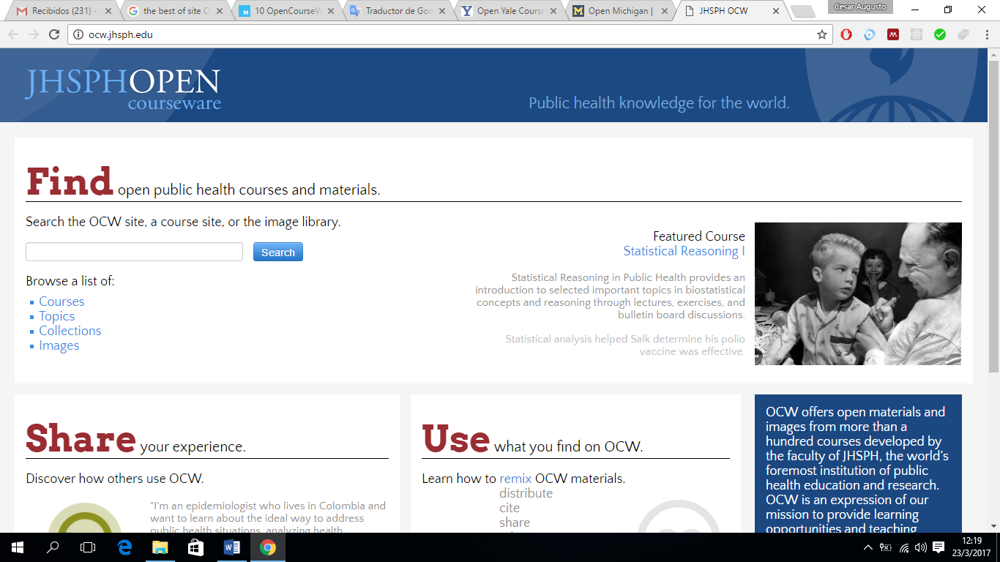 Recibidos (231) -
the best of site O
10 OpenCourseW
Traductor de Goo
Open Yale Course
Open Michigan |
JHSPH OCW
Cesar Augusto
ocw.jhsph.edu
JHSPHOPEN
courseware
Public health knowledge for the world.
Find open public health courses and materials.
Search the OCW site, a course site, or the image library.
Search
Browse a list of:
Courses
Topics
Collections
Images
Featured Course
Statistical Reasoning I
Statistical Reasoning in Public Health provides an
introduction to selected important topics in biostatistical
concepts and reasoning through lectures, exercises, and
bulletin board discussions.
Statistical analysis helped Salk determine his polio
vaccine was effective.
Share your experience.
Discover how others use OCW.
"I'm an epidemiologist who lives in Colombia and
want to learn about the ideal way to address
public health situations, analyzing health
Use what you find on OCW.
Learn how to remix OCW materials.
distribute
cite
share
OCW offers open materials and
images from more than a
hundred courses developed by
the faculty of JHSPH, the world's
foremost institution of public
health education and research.
OCW is an expression of our
mission to provide learning
opportunities and teaching
12:19
23/3/2017